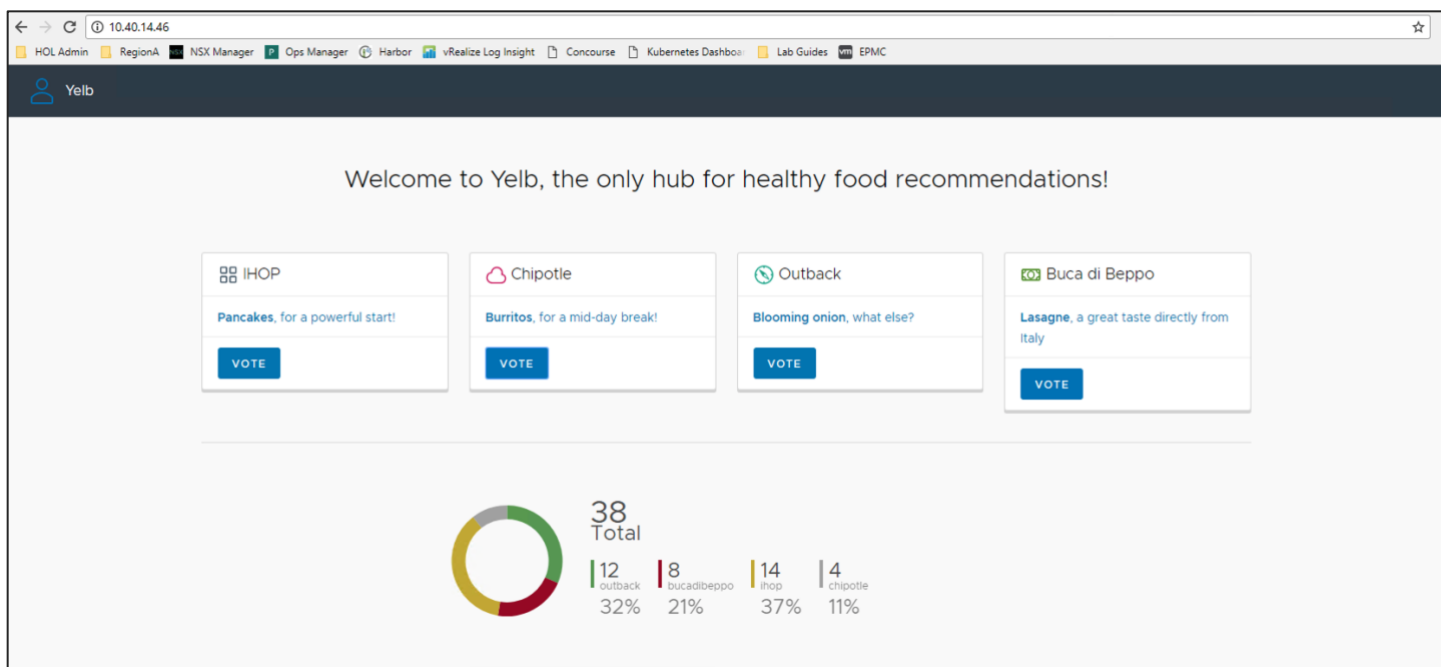 10.40.14.46
HOL Admin RegionA NSX NSX Manager P Ops Manager Harbor vRealize Log Insight Concourse Kubernetes Dashboa Lab Guides vm EPMC
Yelb
Welcome to Yelb, the only hub for healthy food recommendations!
IHOP
Pancakes, for a powerful start!
VOTE
Chipotle
Burritos, for a mid-day break!
VOTE
Outback
Blooming onion, what else?
VOTE
Buca di Beppo
Lasagne, a great taste directly from
Italy
VOTE
38
Total
12 8 14 4
outback bucadibeppo ihop chipotle
32% 21% 37% 11%